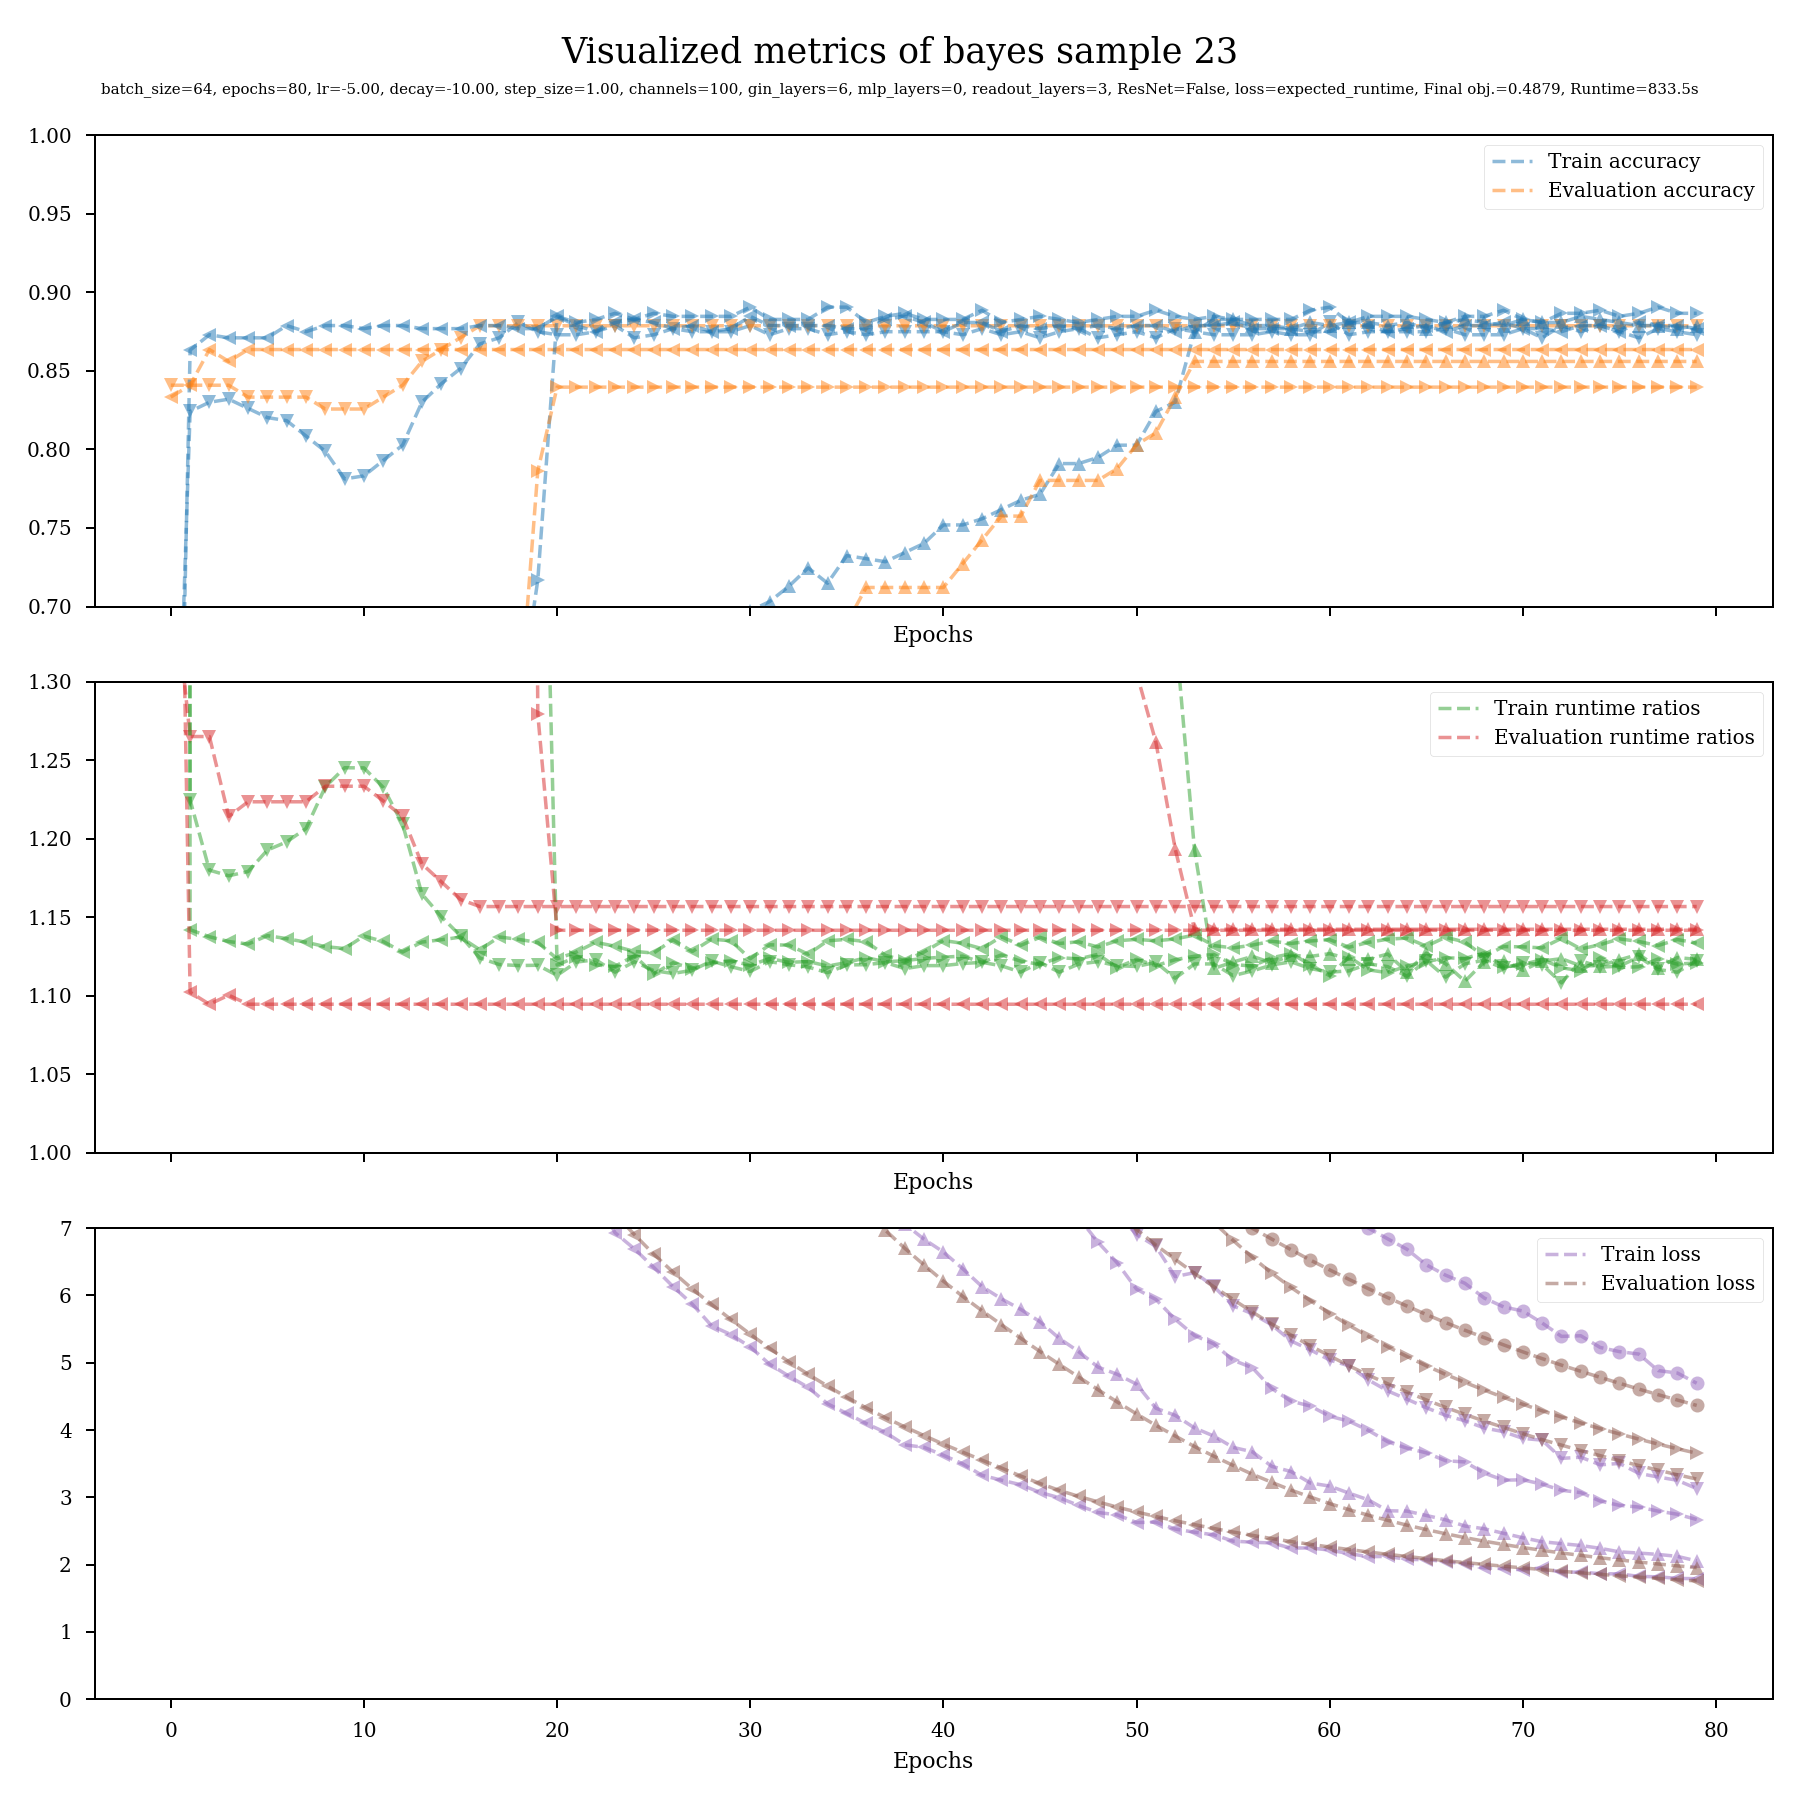 Visualized metrics of bayes sample 23
batch_size=64, epochs=80, lr=-5.00, decay=-10.00, step_size=1.00, channels=100, gin_layers=6, mlp_layers=0, readout_layers=3, ResNet=False, loss=expected_runtime, Final obj.=0.4879, Runtime=833.5s
1.00
0.95
0.90
0.85
0.80
0.75
0.70
Train accuracy
Evaluation accuracy
Epochs
1.30
1.25
1.20
1.15
1.10
1.05
1.00
Train runtime ratios
Evaluation runtime ratios
Epochs
7
6
5
4
3
2
1
0
Train loss
Evaluation loss
0 10 20 30 40 50 60 70 80
Epochs